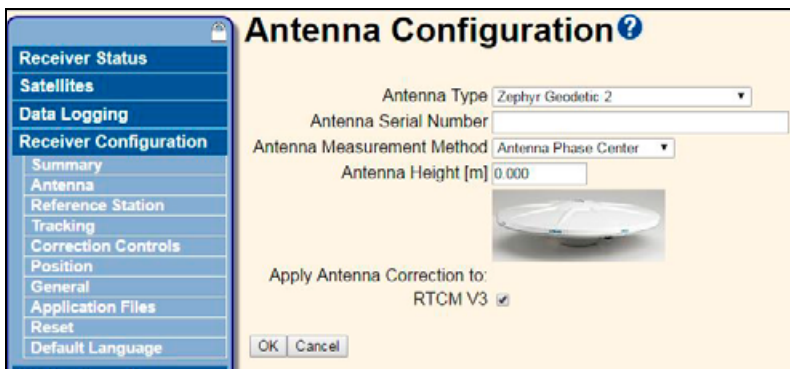 Antenna Configuration?
Receiver Status
Satellites
Data Logging
Receiver Configuration
Summary
Antenna
Reference Station
Tracking
Correction Controls
Position
General
Application Files
Reset
Default Language
Antenna Type Zephyr Geodetic 2
Antenna Serial Number
Antenna Measurement Method Antenna Phase Center
Antenna Height [m] 0.000
Apply Antenna Correction to:
RTCM V3
OK Cancel